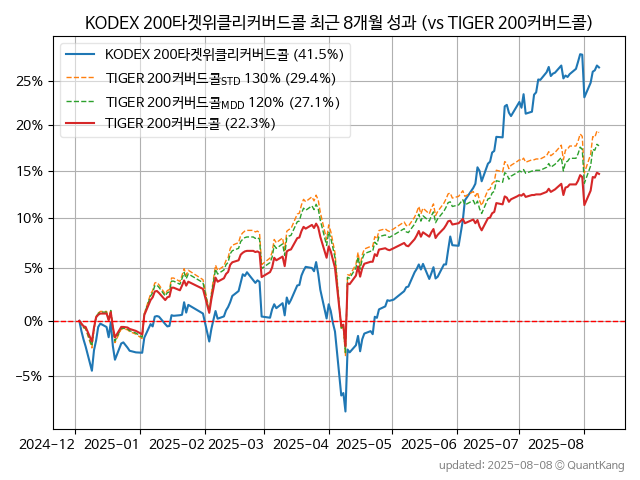 KODEX 200타겟위클리커버드콜 최근 8개월 성과 (vs TIGER 200커버드콜)
KODEX 200타겟위클리커버드콜 (41.5%)
TIGER 200커버드콜STD 130% (29.4%)
TIGER 200커버드콜MDD 120% (27.1%)
TIGER 200커버드콜 (22.3%)
25%
20%
15%
10%
5%
0%
−5%
2024-12 2025-01 2025-02 2025-03 2025-04 2025-05 2025-06 2025-07 2025-08
updated: 2025-08-08 © QuantKang